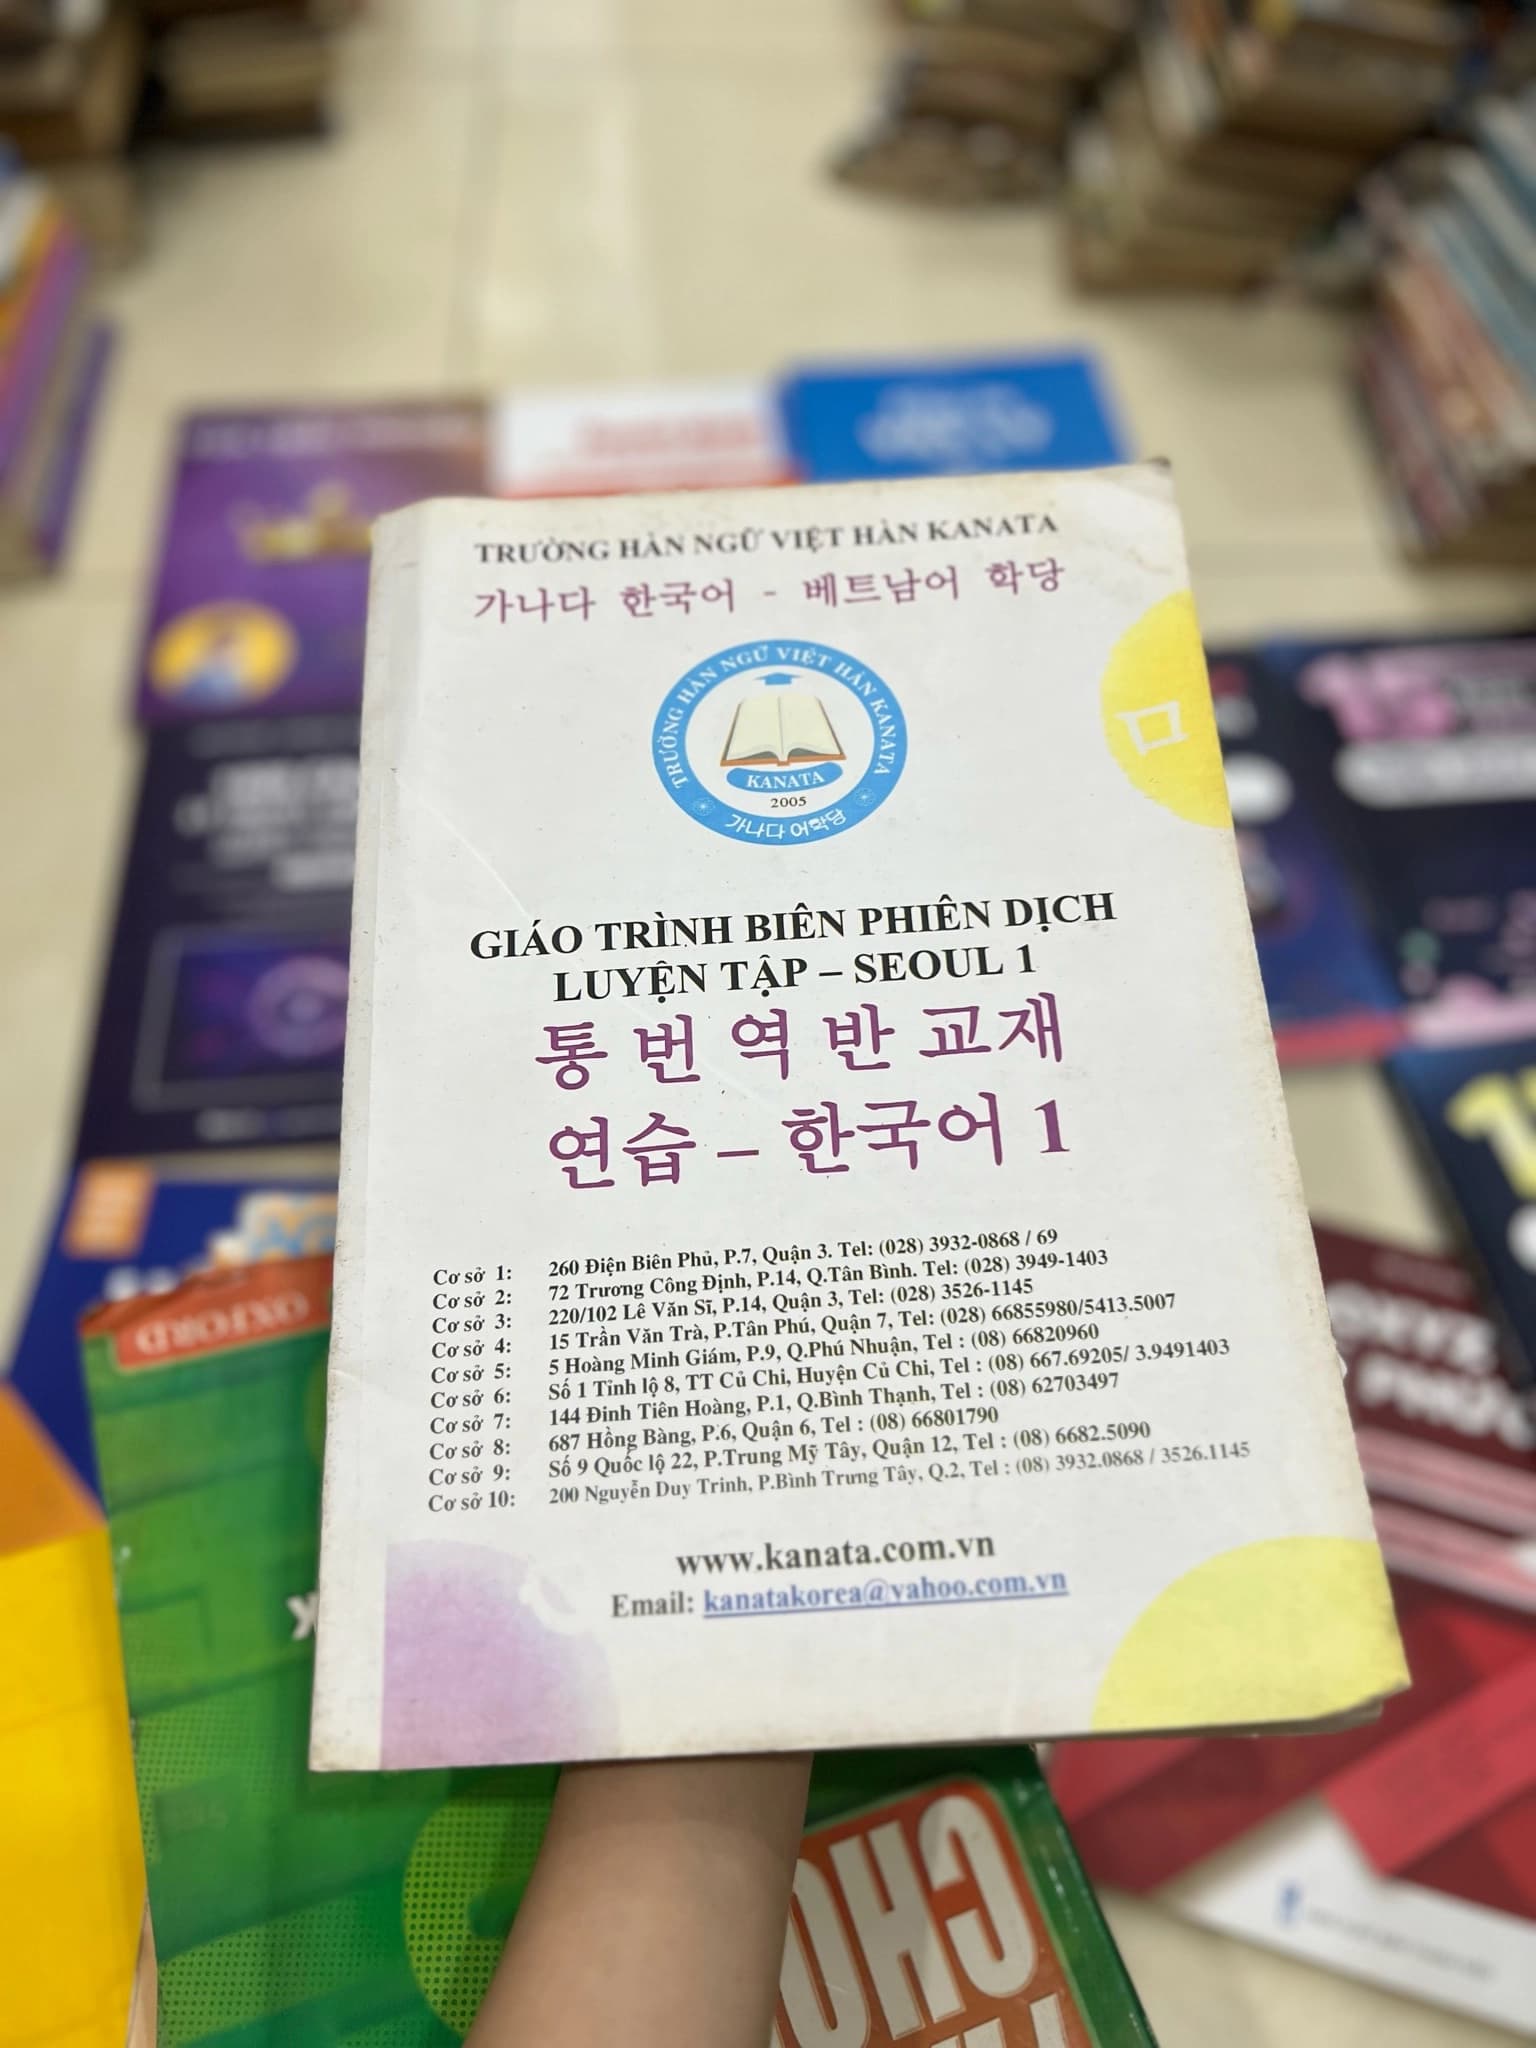 TRƯỜNG HÀN NGỮ VIỆT HÀN KANATA
가나다 한국어 - 베트남어 학당
TRƯỜNG HÀN NGỮ VIỆT HÀN KANATA
KANATA
2005
가나다 어학당
ㅁ
GIÁO TRÌNH BIÊN PHIÊN DỊCH
LUYỆN TẬP – SEOUL 1
통 번 역 반 교재
연습 – 한국어 1
Cơ sở 1: 260 Điện Biên Phủ, P.7, Quận 3. Tel: (028) 3932-0868 / 69
Cơ sở 2: 72 Trương Công Định, P.14, Q.Tân Bình. Tel: (028) 3949-1403
Cơ sở 3: 220/102 Lê Văn Sĩ, P.14, Quận 3, Tel: (028) 3526-1145
Cơ sở 4: 15 Trần Văn Trà, P.Tân Phú, Quận 7, Tel: (028) 66855980/5413.5007
Cơ sở 5: 5 Hoàng Minh Giám, P.9, Q.Phú Nhuận, Tel : (08) 66820960
Cơ sở 6: Số 1 Tỉnh lộ 8, TT Củ Chi, Huyện Củ Chi, Tel : (08) 667.69205/ 3.9491403
Cơ sở 7: 144 Đinh Tiên Hoàng, P.1, Q.Bình Thạnh, Tel : (08) 62703497
Cơ sở 8: 687 Hồng Bàng, P.6, Quận 6, Tel : (08) 66801790
Cơ sở 9: Số 9 Quốc lộ 22, P.Trung Mỹ Tây, Quận 12, Tel : (08) 6682.5090
Cơ sở 10: 200 Nguyễn Duy Trinh, P.Bình Trưng Tây, Q.2, Tel : (08) 3932.0868 / 3526.1145
www.kanata.com.vn
Email: kanatakorea@yahoo.com.vn
OXFORD